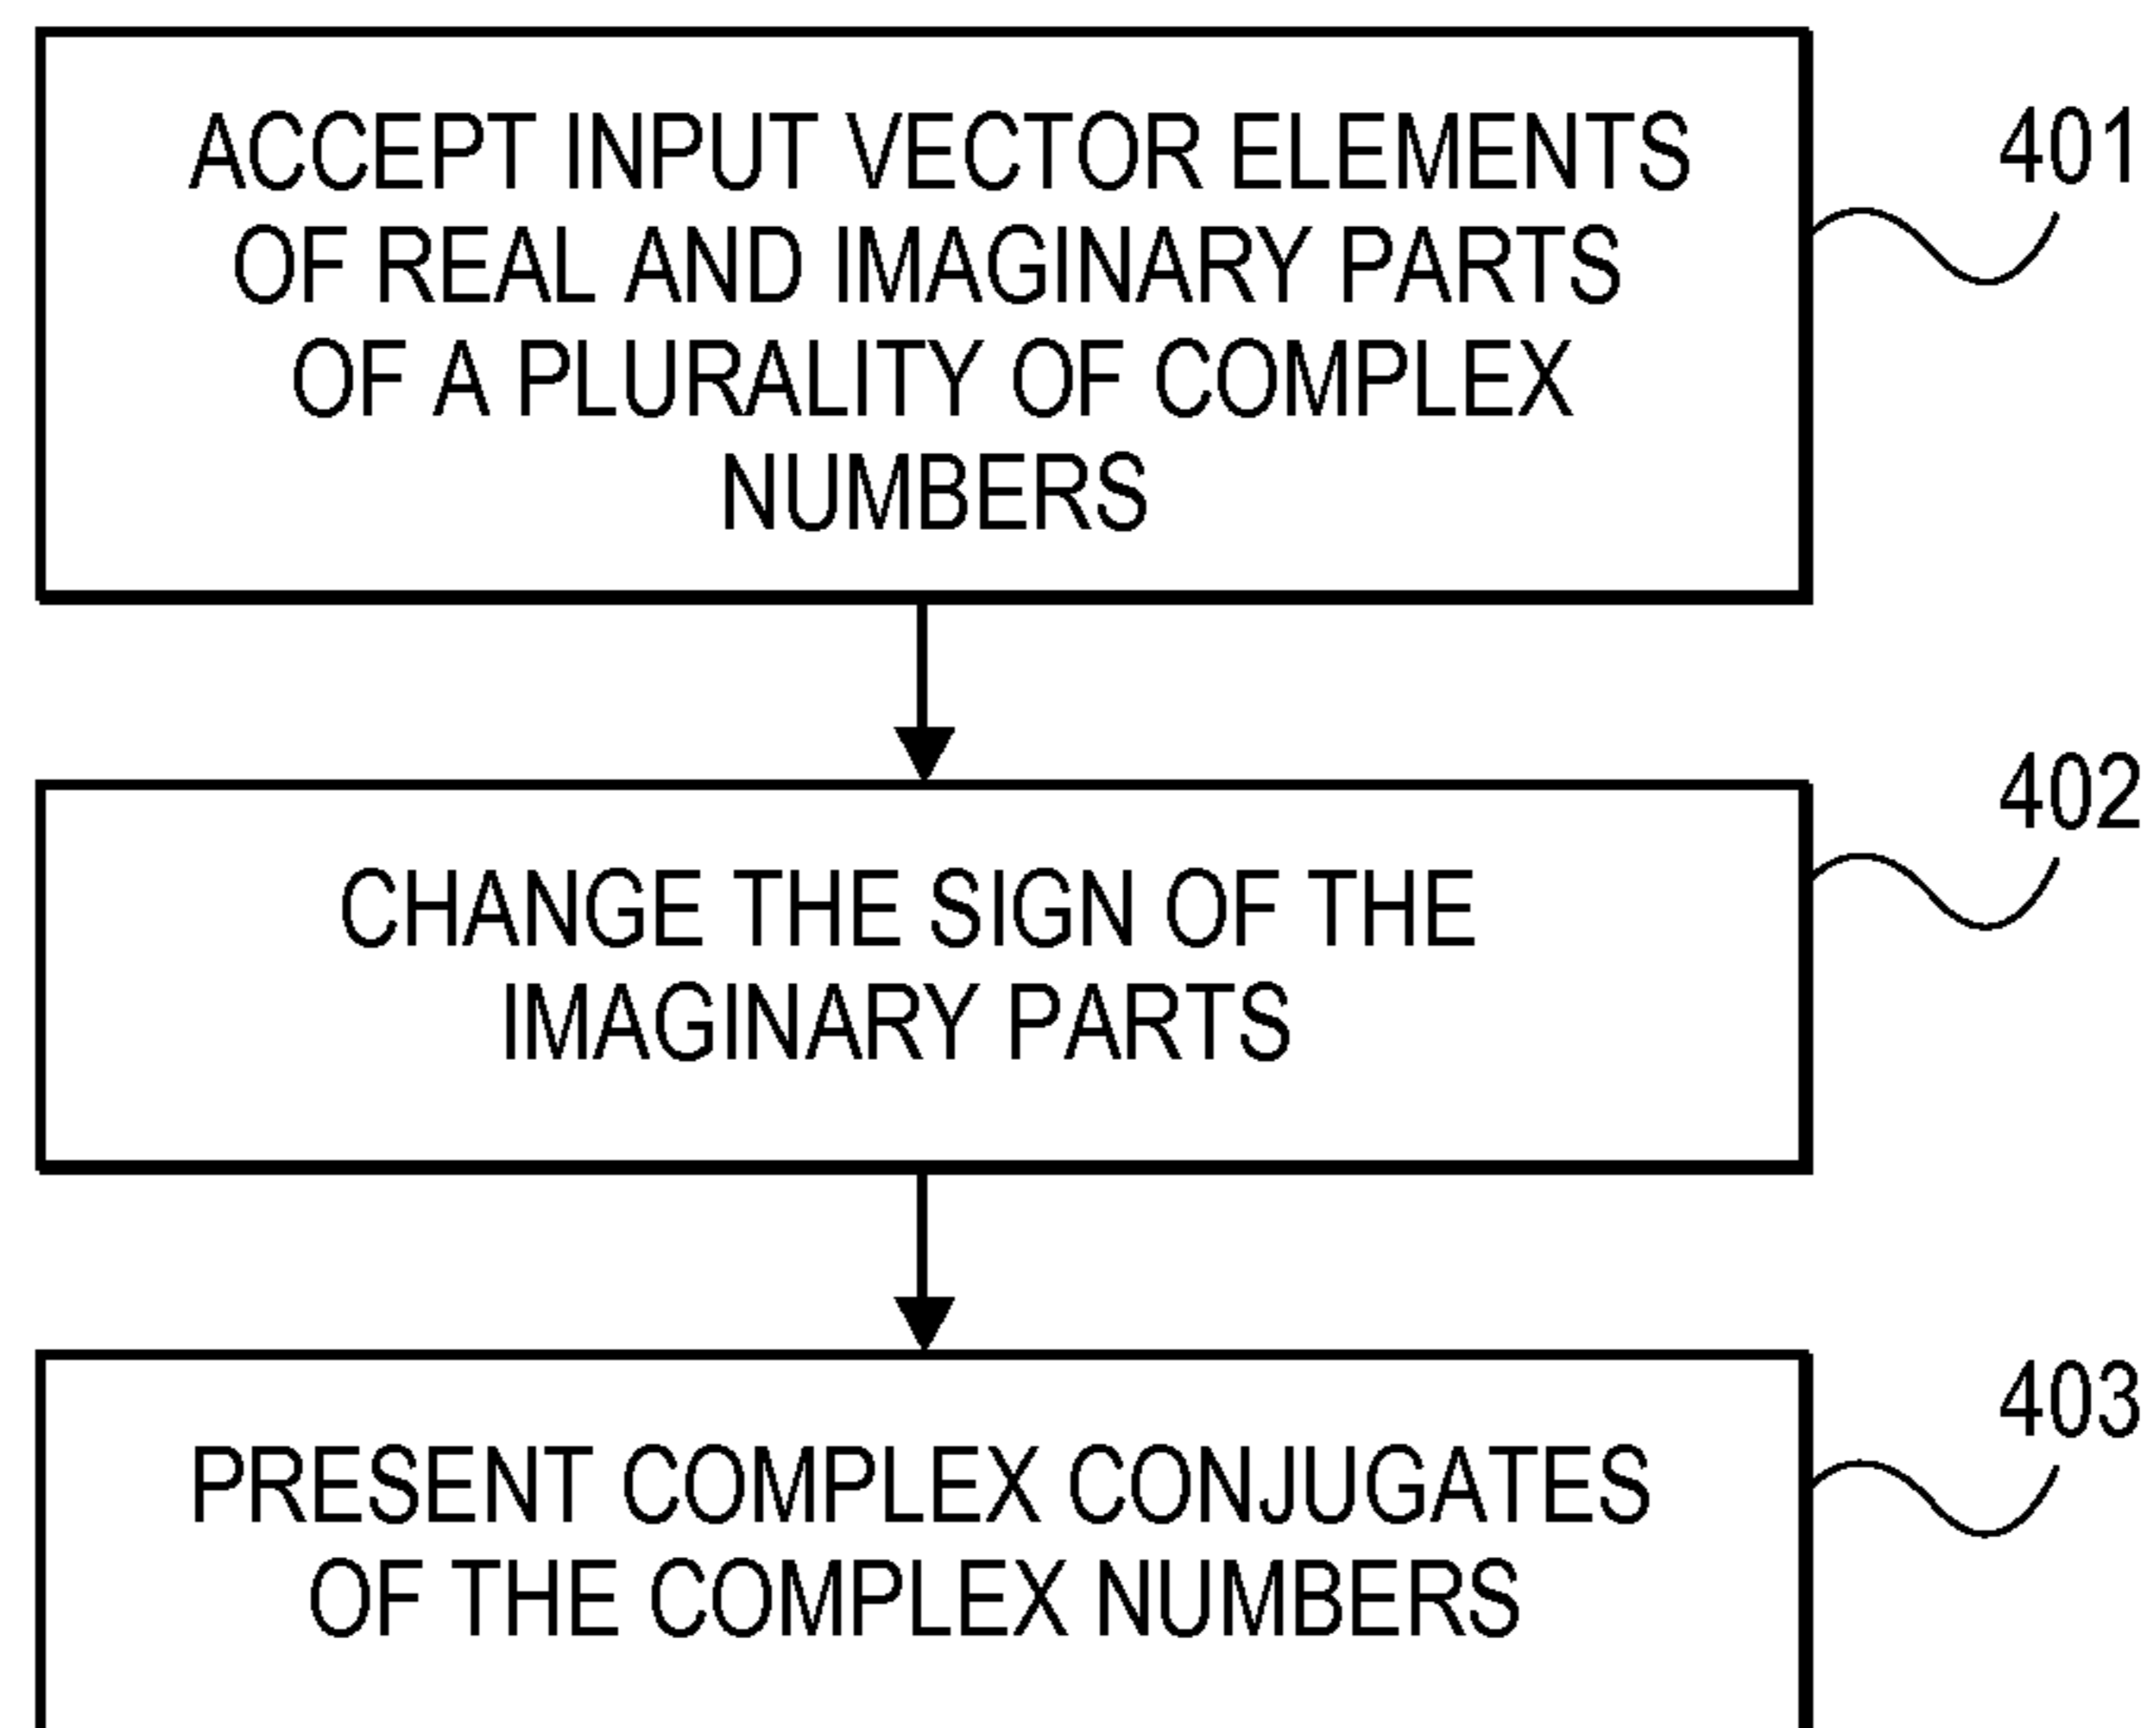 ACCEPT INPUT VECTOR ELEMENTS
OF REAL AND IMAGINARY PARTS
OF A PLURALITY OF COMPLEX
NUMBERS
401
CHANGE THE SIGN OF THE
IMAGINARY PARTS
402
PRESENT COMPLEX CONJUGATES
OF THE COMPLEX NUMBERS
403